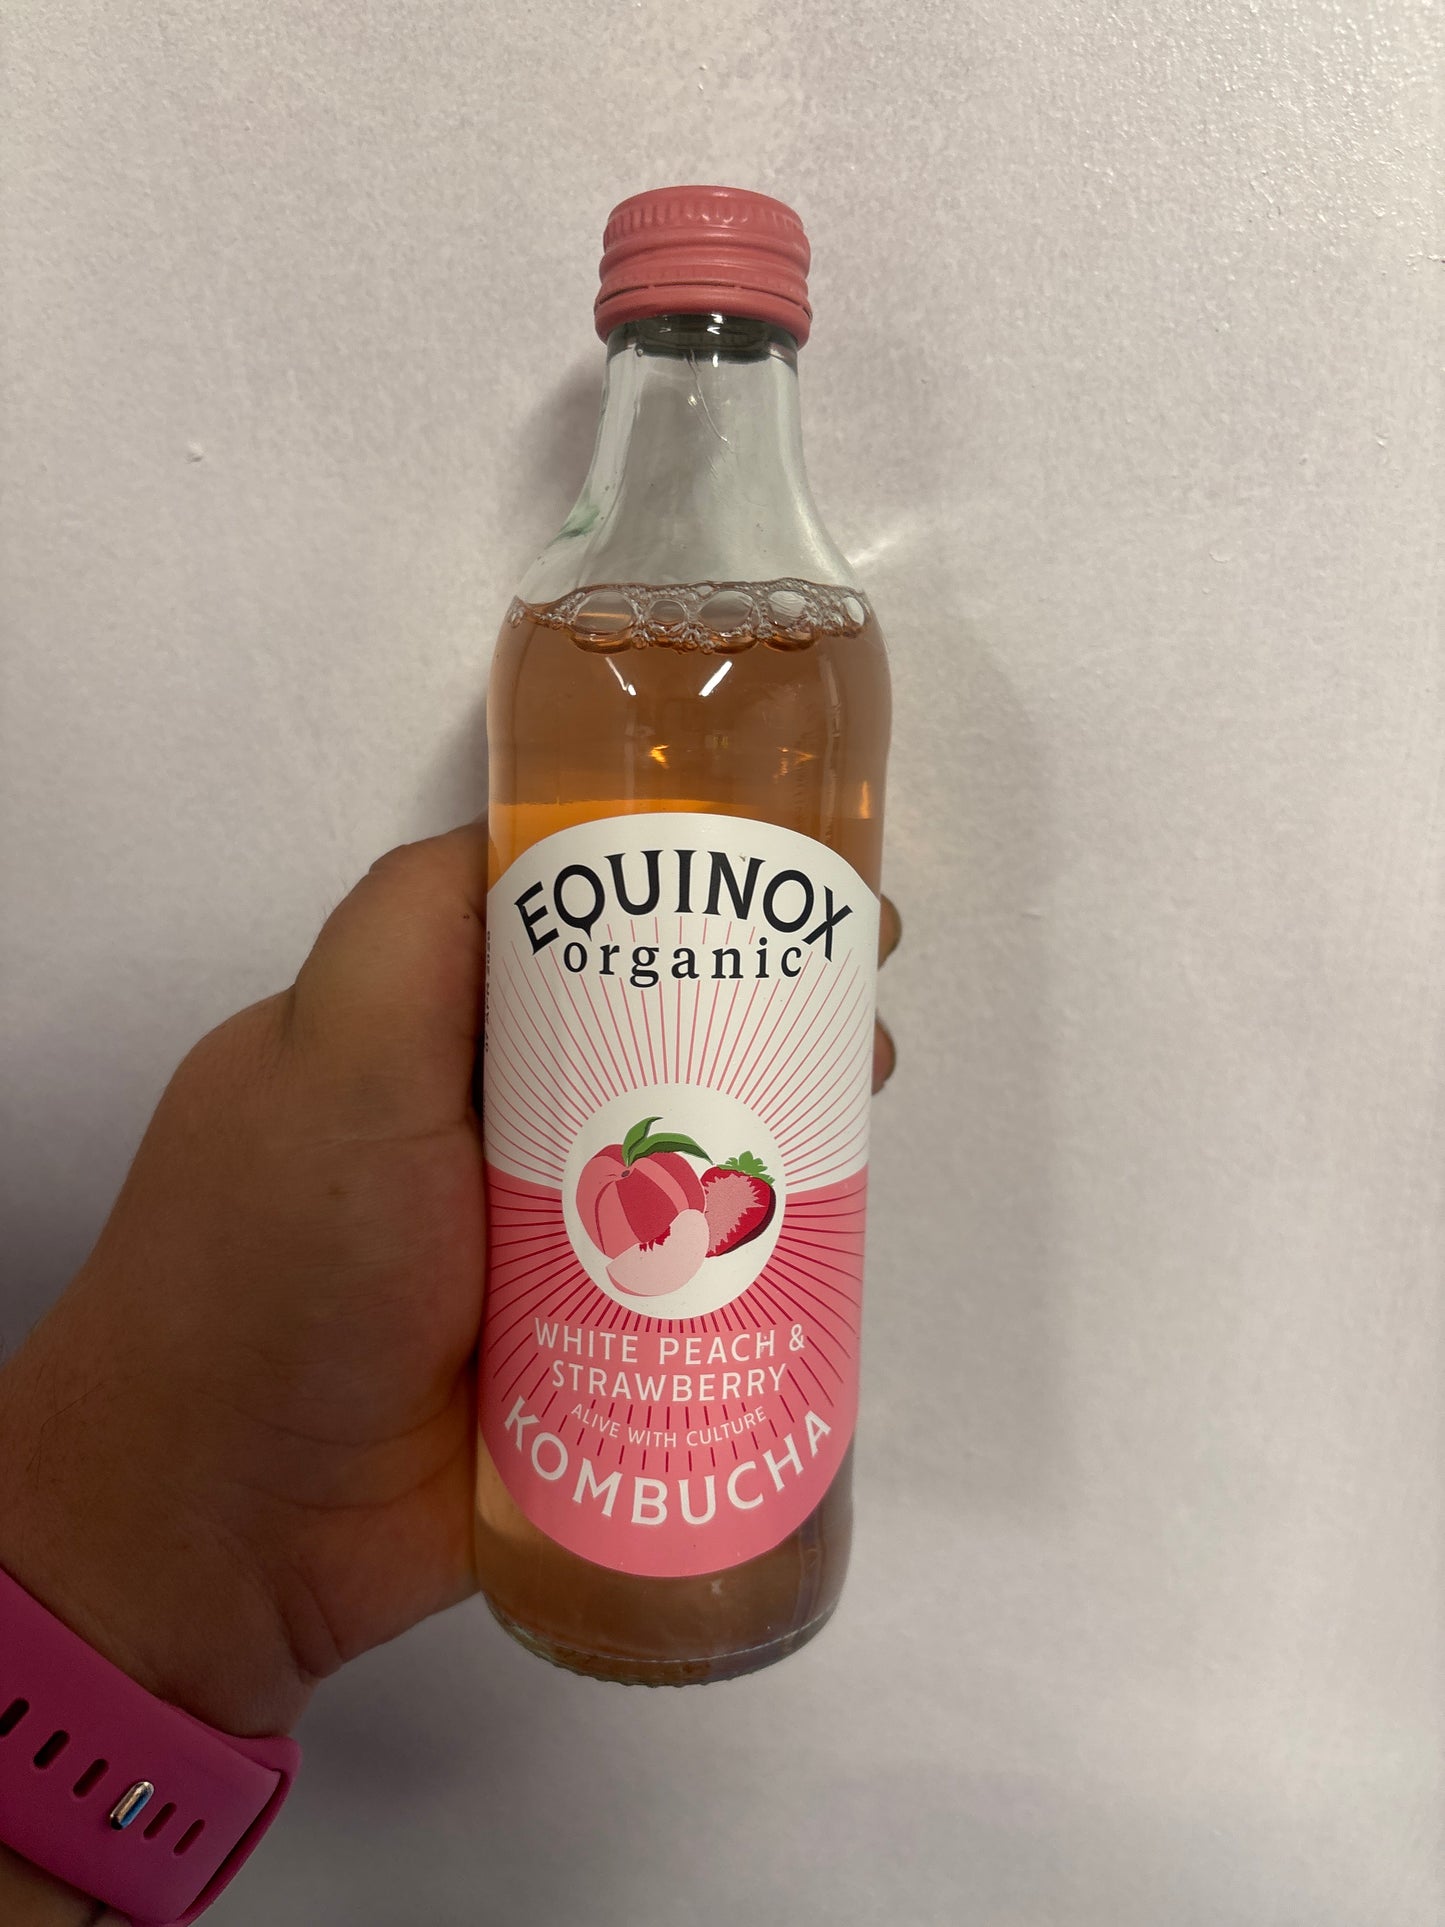 EQUINOX
organic
WHITE PEACH &
STRAWBERRY
ALIVE WITH CULTURE
KOMBUCHA